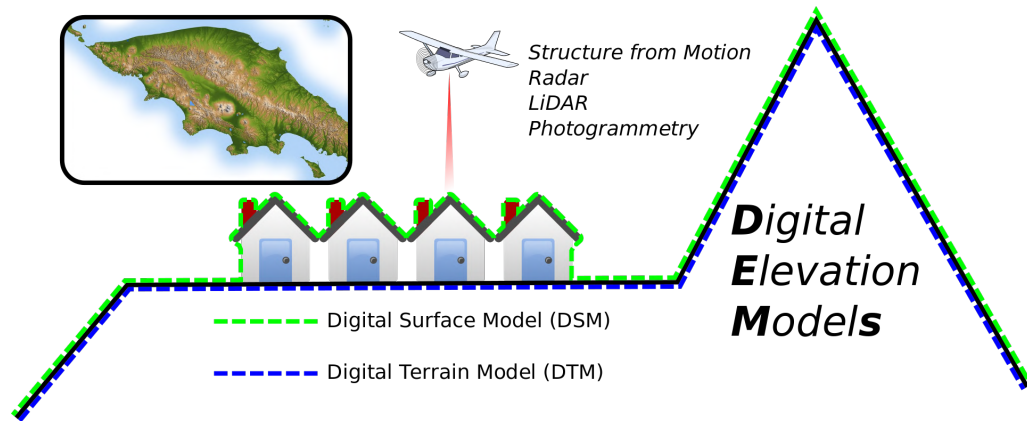 Structure from Motion
Radar
LiDAR
Photogrammetry
Digital
Elevation
Models
Digital Surface Model (DSM)
Digital Terrain Model (DTM)